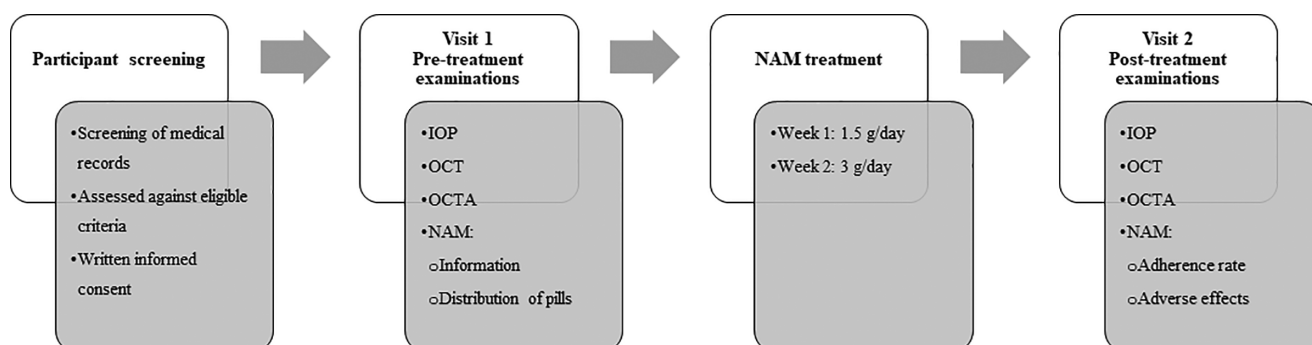 Participant screening
•Screening of medical
records
•Assessed against eligible
criteria
•Written informed
consent
Visit 1
Pre-treatment
examinations
•IOP
•OCT
•OCTA
•NAM:
oInformation
oDistribution of pills
NAM treatment
•Week 1: 1.5 g/day
•Week 2: 3 g/day
Visit 2
Post-treatment
examinations
•IOP
•OCT
•OCTA
•NAM:
oAdherence rate
oAdverse effects